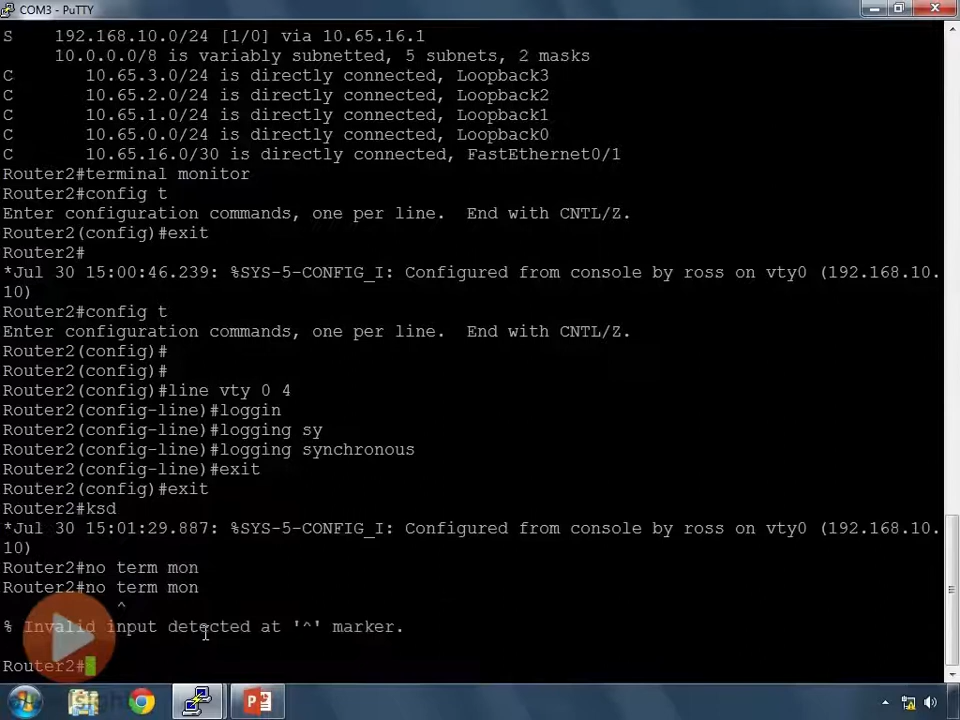 COM3 - PuTTY
S    192.168.10.0/24 [1/0] via 10.65.16.1
     10.0.0.0/8 is variably subnetted, 5 subnets, 2 masks
C       10.65.3.0/24 is directly connected, Loopback3
C       10.65.2.0/24 is directly connected, Loopback2
C       10.65.1.0/24 is directly connected, Loopback1
C       10.65.0.0/24 is directly connected, Loopback0
C       10.65.16.0/30 is directly connected, FastEthernet0/1
Router2#terminal monitor
Router2#config t
Enter configuration commands, one per line.  End with CNTL/Z.
Router2(config)#exit
Router2#
*Jul 30 15:00:46.239: %SYS-5-CONFIG_I: Configured from console by ross on vty0 (192.168.10.
10)
Router2#config t
Enter configuration commands, one per line.  End with CNTL/Z.
Router2(config)#
Router2(config)#
Router2(config)#line vty 0 4
Router2(config-line)#loggin
Router2(config-line)#logging sy
Router2(config-line)#logging synchronous
Router2(config-line)#exit
Router2(config)#exit
Router2#ksd
*Jul 30 15:01:29.887: %SYS-5-CONFIG_I: Configured from console by ross on vty0 (192.168.10.
10)
Router2#no term mon
Router2#no term mon
           ^
% Invalid input detected at '^' marker.
Router2#